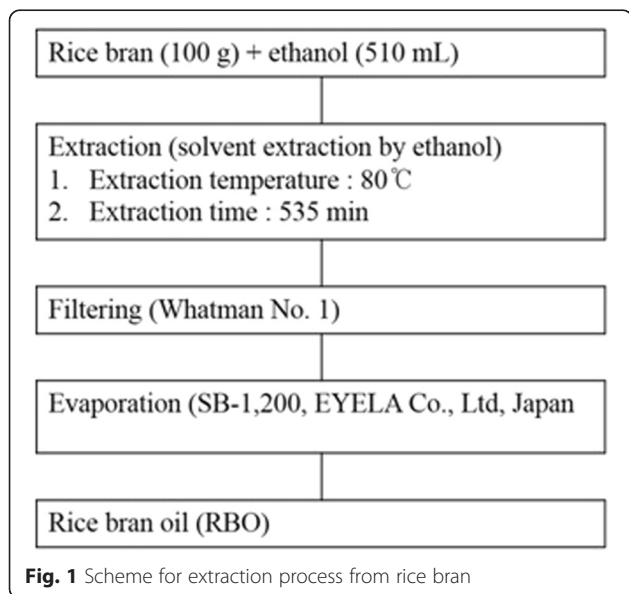 Rice bran (100 g) + ethanol (510 mL)
Extraction (solvent extraction by ethanol)
1. Extraction temperature : 80℃
2. Extraction time : 535 min
Filtering (Whatman No. 1)
Evaporation (SB-1,200, EYELA Co., Ltd, Japan
Rice bran oil (RBO)
Fig. 1 Scheme for extraction process from rice bran